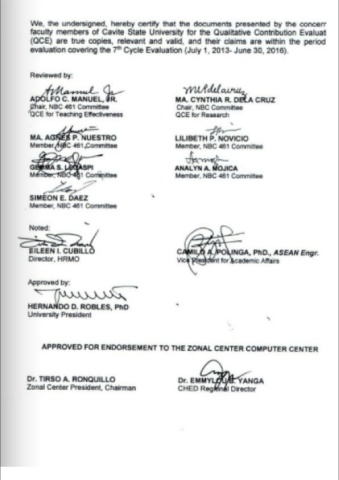 We, the undersigned, hereby certify that the documents presented by the concern
faculty members of Cavite State University for the Qualitative Contribution Evaluat
(QCE) are true copies, relevant and valid, and their claims are within the period
evaluation covering the 7th Cycle Evaluation (July 1, 2013- June 30, 2016).
Reviewed by:
ADOLFO C. MANUEL, JR.
MA. CYNTHIA R. DELA CRUZ
Chair, NBC 461 Committee
Chair, NBC 461 Committee
QCE for Teaching Effectiveness
QCE for Research
MA. AGNES P. NUESTRO
LILIBETH P. NOVICIO
Member, NBC 461 Committee
Member, NBC 461 Committee
GEMMA S. LEGASPI
ANALYN A. MOJICA
Member, NBC 461 Committee
Member, NBC 461 Committee
SIMEON E. DAEZ
Member, NBC 461 Committee
Noted:
EILEEN I. CUBILLO
CAMILO A. POLINGA, PhD., ASEAN Engr.
Director, HRMO
Vice President for Academic Affairs
Approved by:
HERNANDO D. ROBLES, PhD
University President
APPROVED FOR ENDORSEMENT TO THE ZONAL CENTER COMPUTER CENTER
Dr. TIRSO A. RONQUILLO
Dr. EMMYLOU B. YANGA
Zonal Center President, Chairman
CHED Regional Director